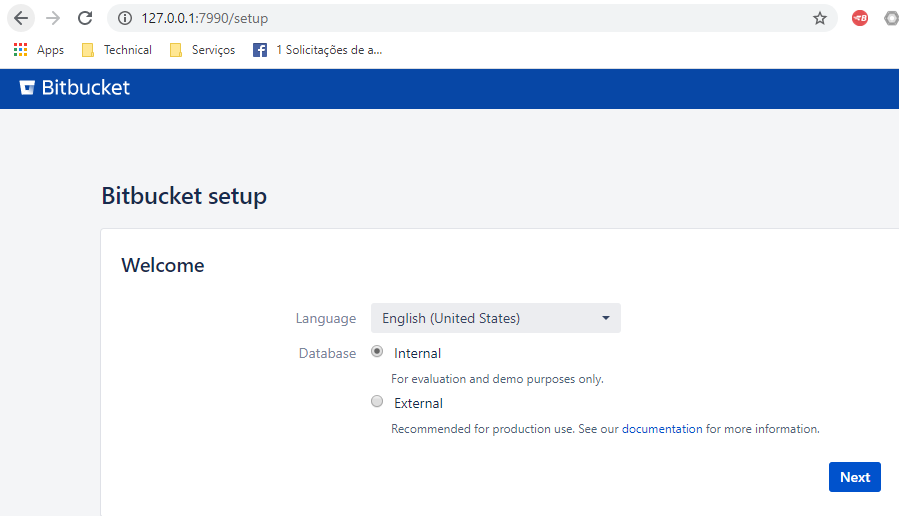 127.0.0.1:7990/setup
Apps Technical Serviços 1 Solicitações de a...
Bitbucket
Bitbucket setup
Welcome
Language English (United States)
Database Internal
For evaluation and demo purposes only.
External
Recommended for production use. See our documentation for more information.
Next